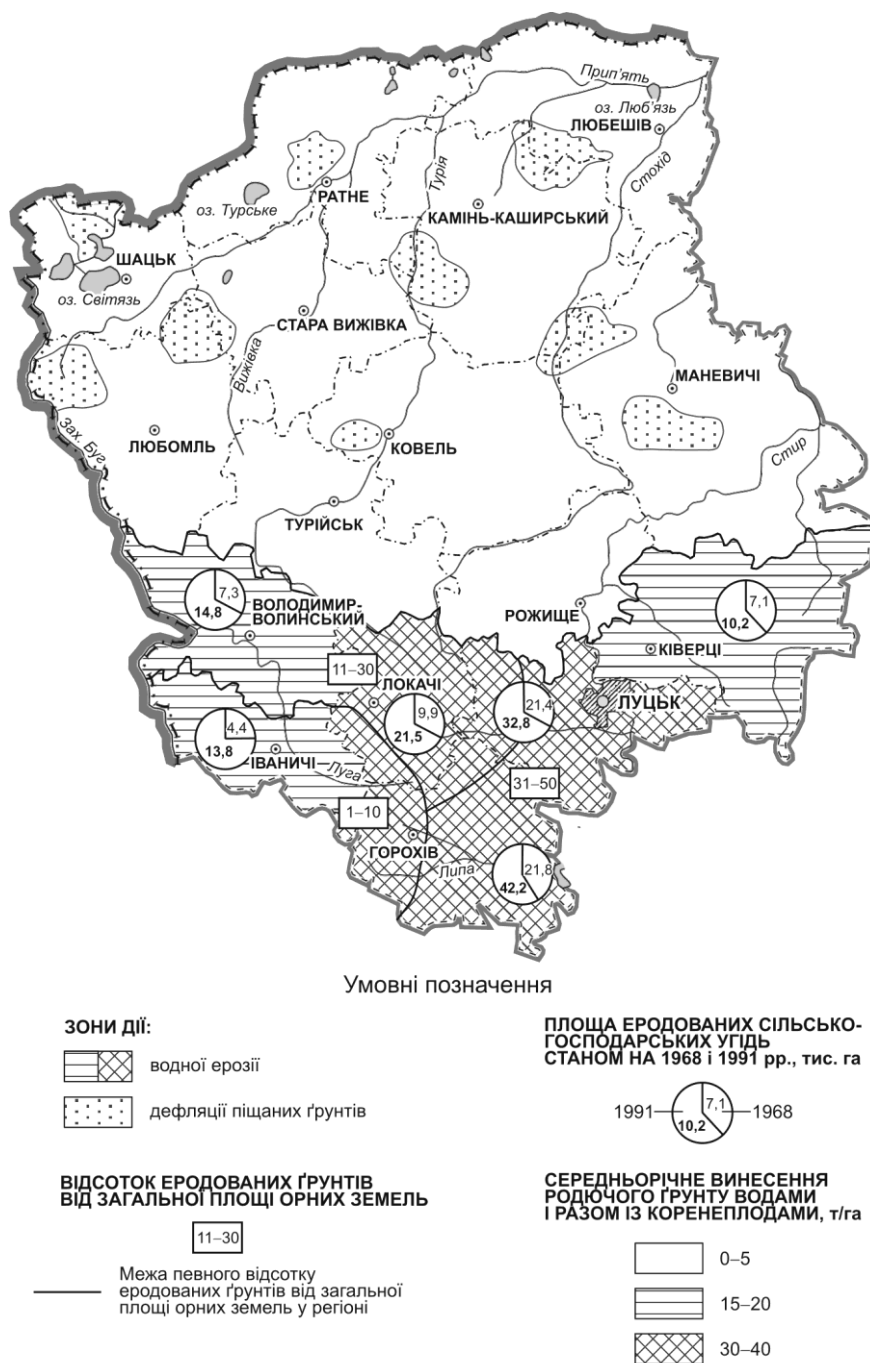 Прип'ять
оз. Люб'язь
ЛЮБЕШІВ
Стохід
Турія
РАТНЕ
оз. Турське
КАМІНЬ-КАШИРСЬКИЙ
ШАЦЬК
оз. Світязь
СТАРА ВИЖІВКА
Вижівка
МАНЕВИЧІ
Зах. Буг
ЛЮБОМЛЬ
КОВЕЛЬ
Стир
ТУРІЙСЬК
7,3
14,8
ВОЛОДИМИР-
ВОЛИНСЬКИЙ
РОЖИЩЕ
7,1
10,2
КІВЕРЦІ
11–30
ЛОКАЧІ
ЛУЦЬК
9,9
21,5
21,4
32,8
4,4
13,8
ІВАНИЧІ
Луга
31–50
1–10
ГОРОХІВ
Липа
21,8
42,2
Умовні позначення
ЗОНИ ДІЇ:
водної ерозії
дефляції піщаних ґрунтів
ВІДСОТОК ЕРОДОВАНИХ ҐРУНТІВ
ВІД ЗАГАЛЬНОЇ ПЛОЩІ ОРНИХ ЗЕМЕЛЬ
11–30
Межа певного відсотку
еродованих ґрунтів від загальної
площі орних земель у регіоні
ПЛОЩА ЕРОДОВАНИХ СІЛЬСЬКО-
ГОСПОДАРСЬКИХ УГІДЬ
СТАНОМ НА 1968 і 1991 рр., тис. га
1991 7,1 1968
10,2
СЕРЕДНЬОРІЧНЕ ВИНЕСЕННЯ
РОДЮЧОГО ҐРУНТУ ВОДАМИ
І РАЗОМ ІЗ КОРЕНЕПЛОДАМИ, т/га
0–5
15–20
30–40